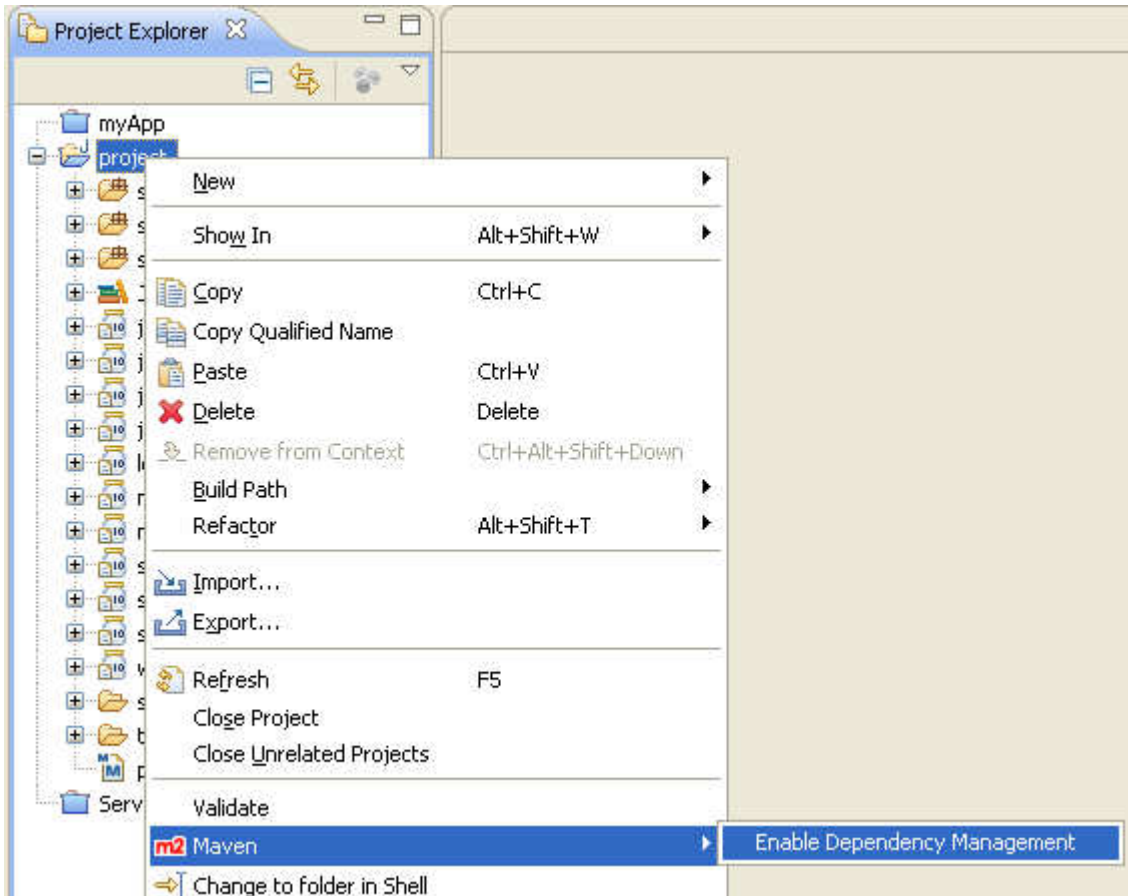 Project Explorer
myApp
project
New
Show In Alt+Shift+W
Copy Ctrl+C
Copy Qualified Name
Paste Ctrl+V
Delete Delete
Remove from Context Ctrl+Alt+Shift+Down
Build Path
Refactor Alt+Shift+T
Import...
Export...
Refresh F5
Close Project
Close Unrelated Projects
Serv
Validate
m2 Maven
Enable Dependency Management
Change to folder in Shell